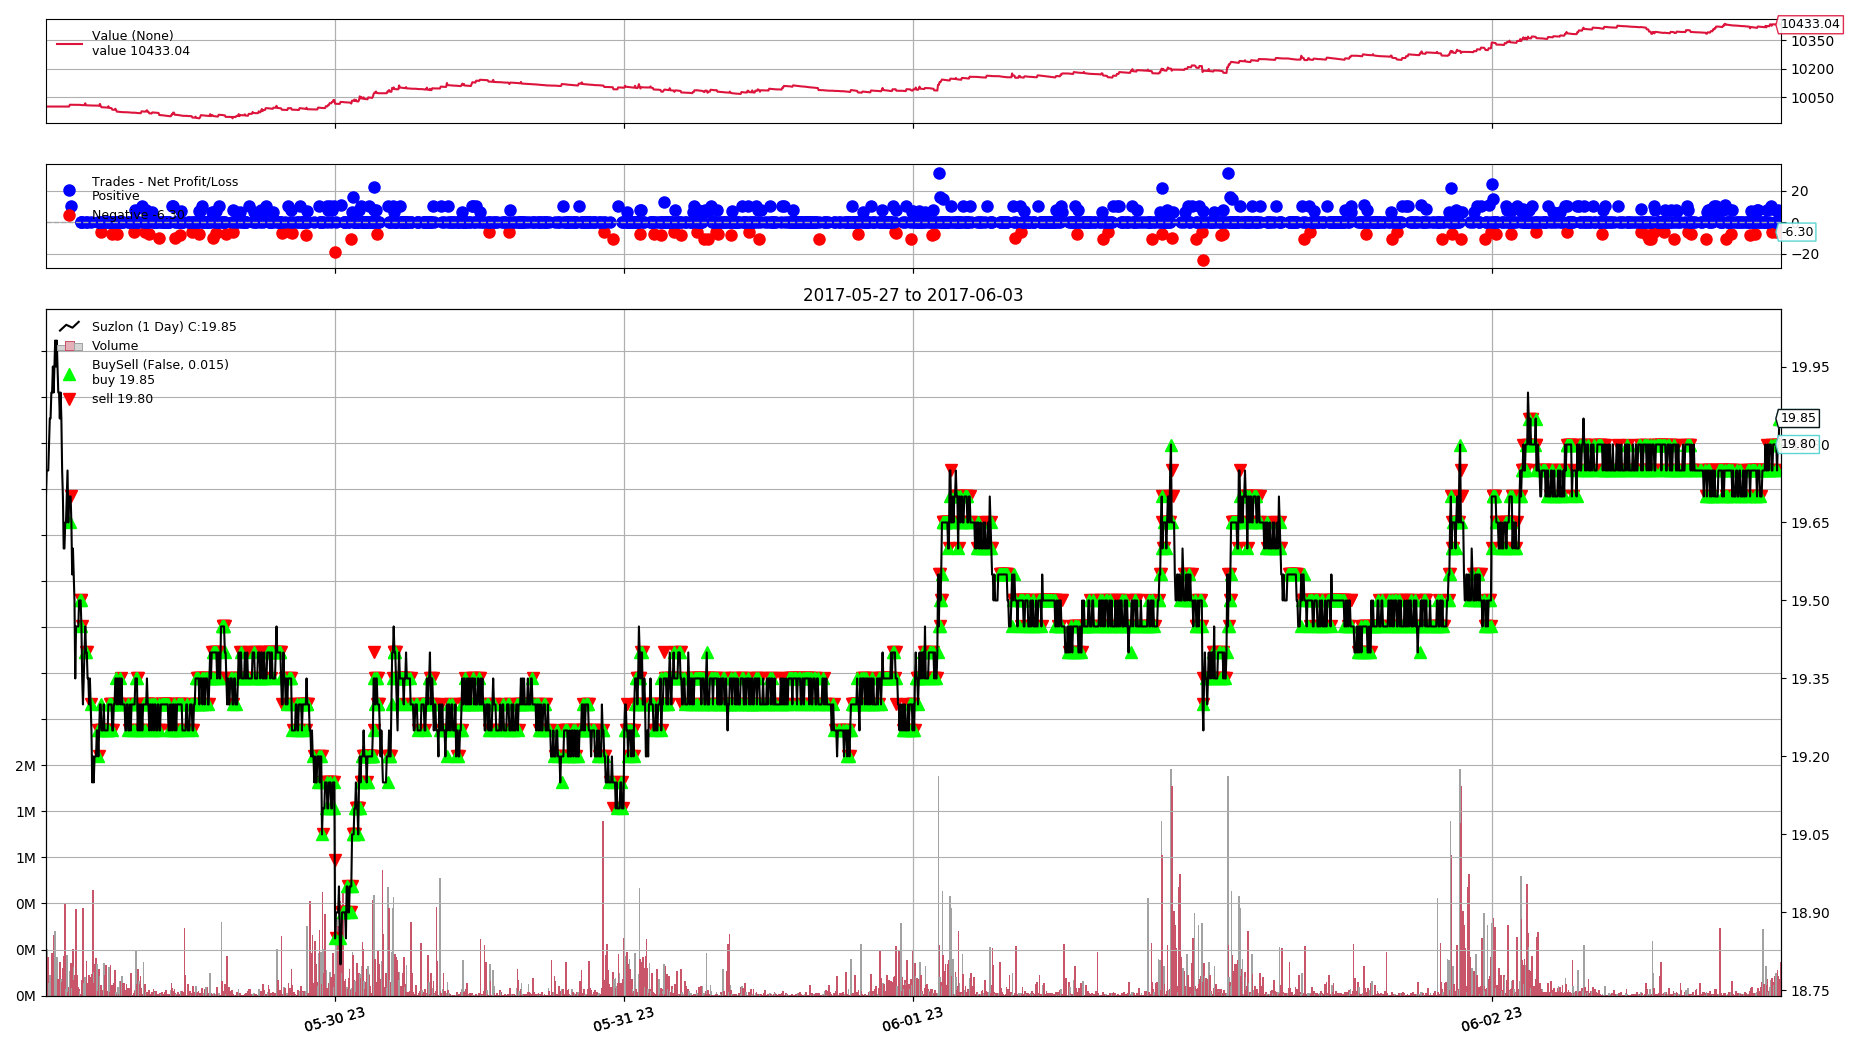 Value (None)
value 10433.04
10433.04
10350
10200
10050
Trades - Net Profit/Loss
Positive
Negative -6.30
20
0
-6.30
−20
2017-05-27 to 2017-06-03
Suzlon (1 Day) C:19.85
Volume
BuySell (False, 0.015)
buy 19.85
sell 19.80
19.95
19.85
19.80
0
19.65
19.50
19.35
19.20
19.05
18.90
18.75
2M
1M
1M
0M
0M
0M
05-30 23
05-31 23
06-01 23
06-02 23